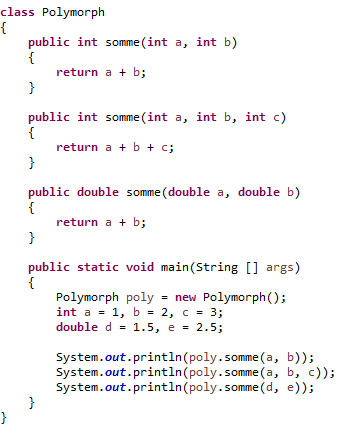 class Polymorph
{
    public int somme(int a, int b)
    {
        return a + b;
    }

    public int somme(int a, int b, int c)
    {
        return a + b + c;
    }

    public double somme(double a, double b)
    {
        return a + b;
    }

    public static void main(String [] args)
    {
        Polymorph poly = new Polymorph();
        int a = 1, b = 2, c = 3;
        double d = 1.5, e = 2.5;

        System.out.println(poly.somme(a, b));
        System.out.println(poly.somme(a, b, c));
        System.out.println(poly.somme(d, e));
    }
}